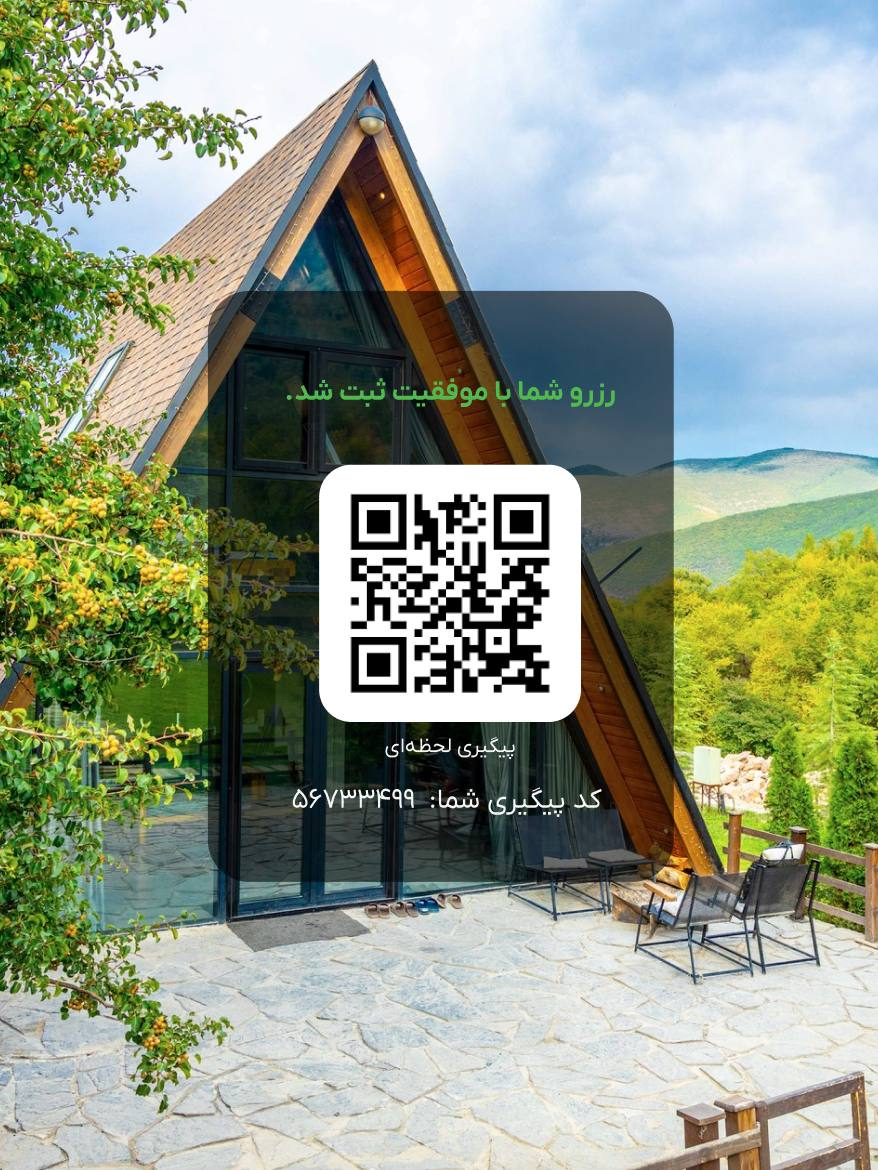 رزرو شما با موفقیت ثبت شد.
پیگیری لحظه‌ای
کد پیگیری شما: ۵۶۷۳۳۴۹۹